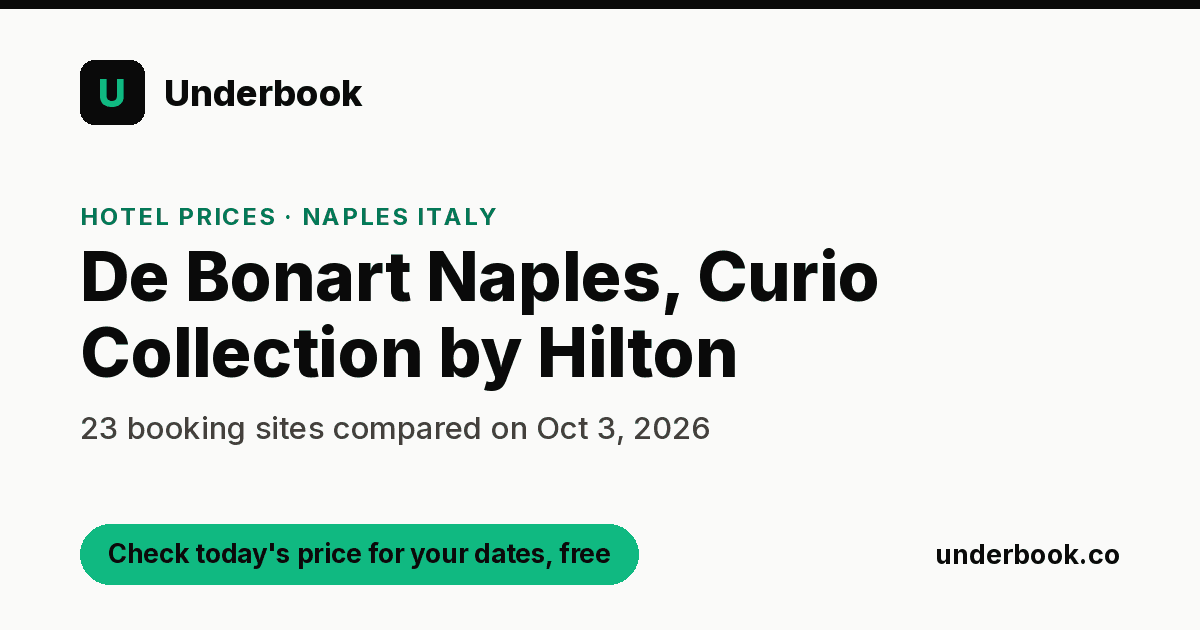 U Underbook
HOTEL PRICES · NAPLES ITALY
De Bonart Naples, Curio
Collection by Hilton
23 booking sites compared on Oct 3, 2026
Check today's price for your dates, free
underbook.co